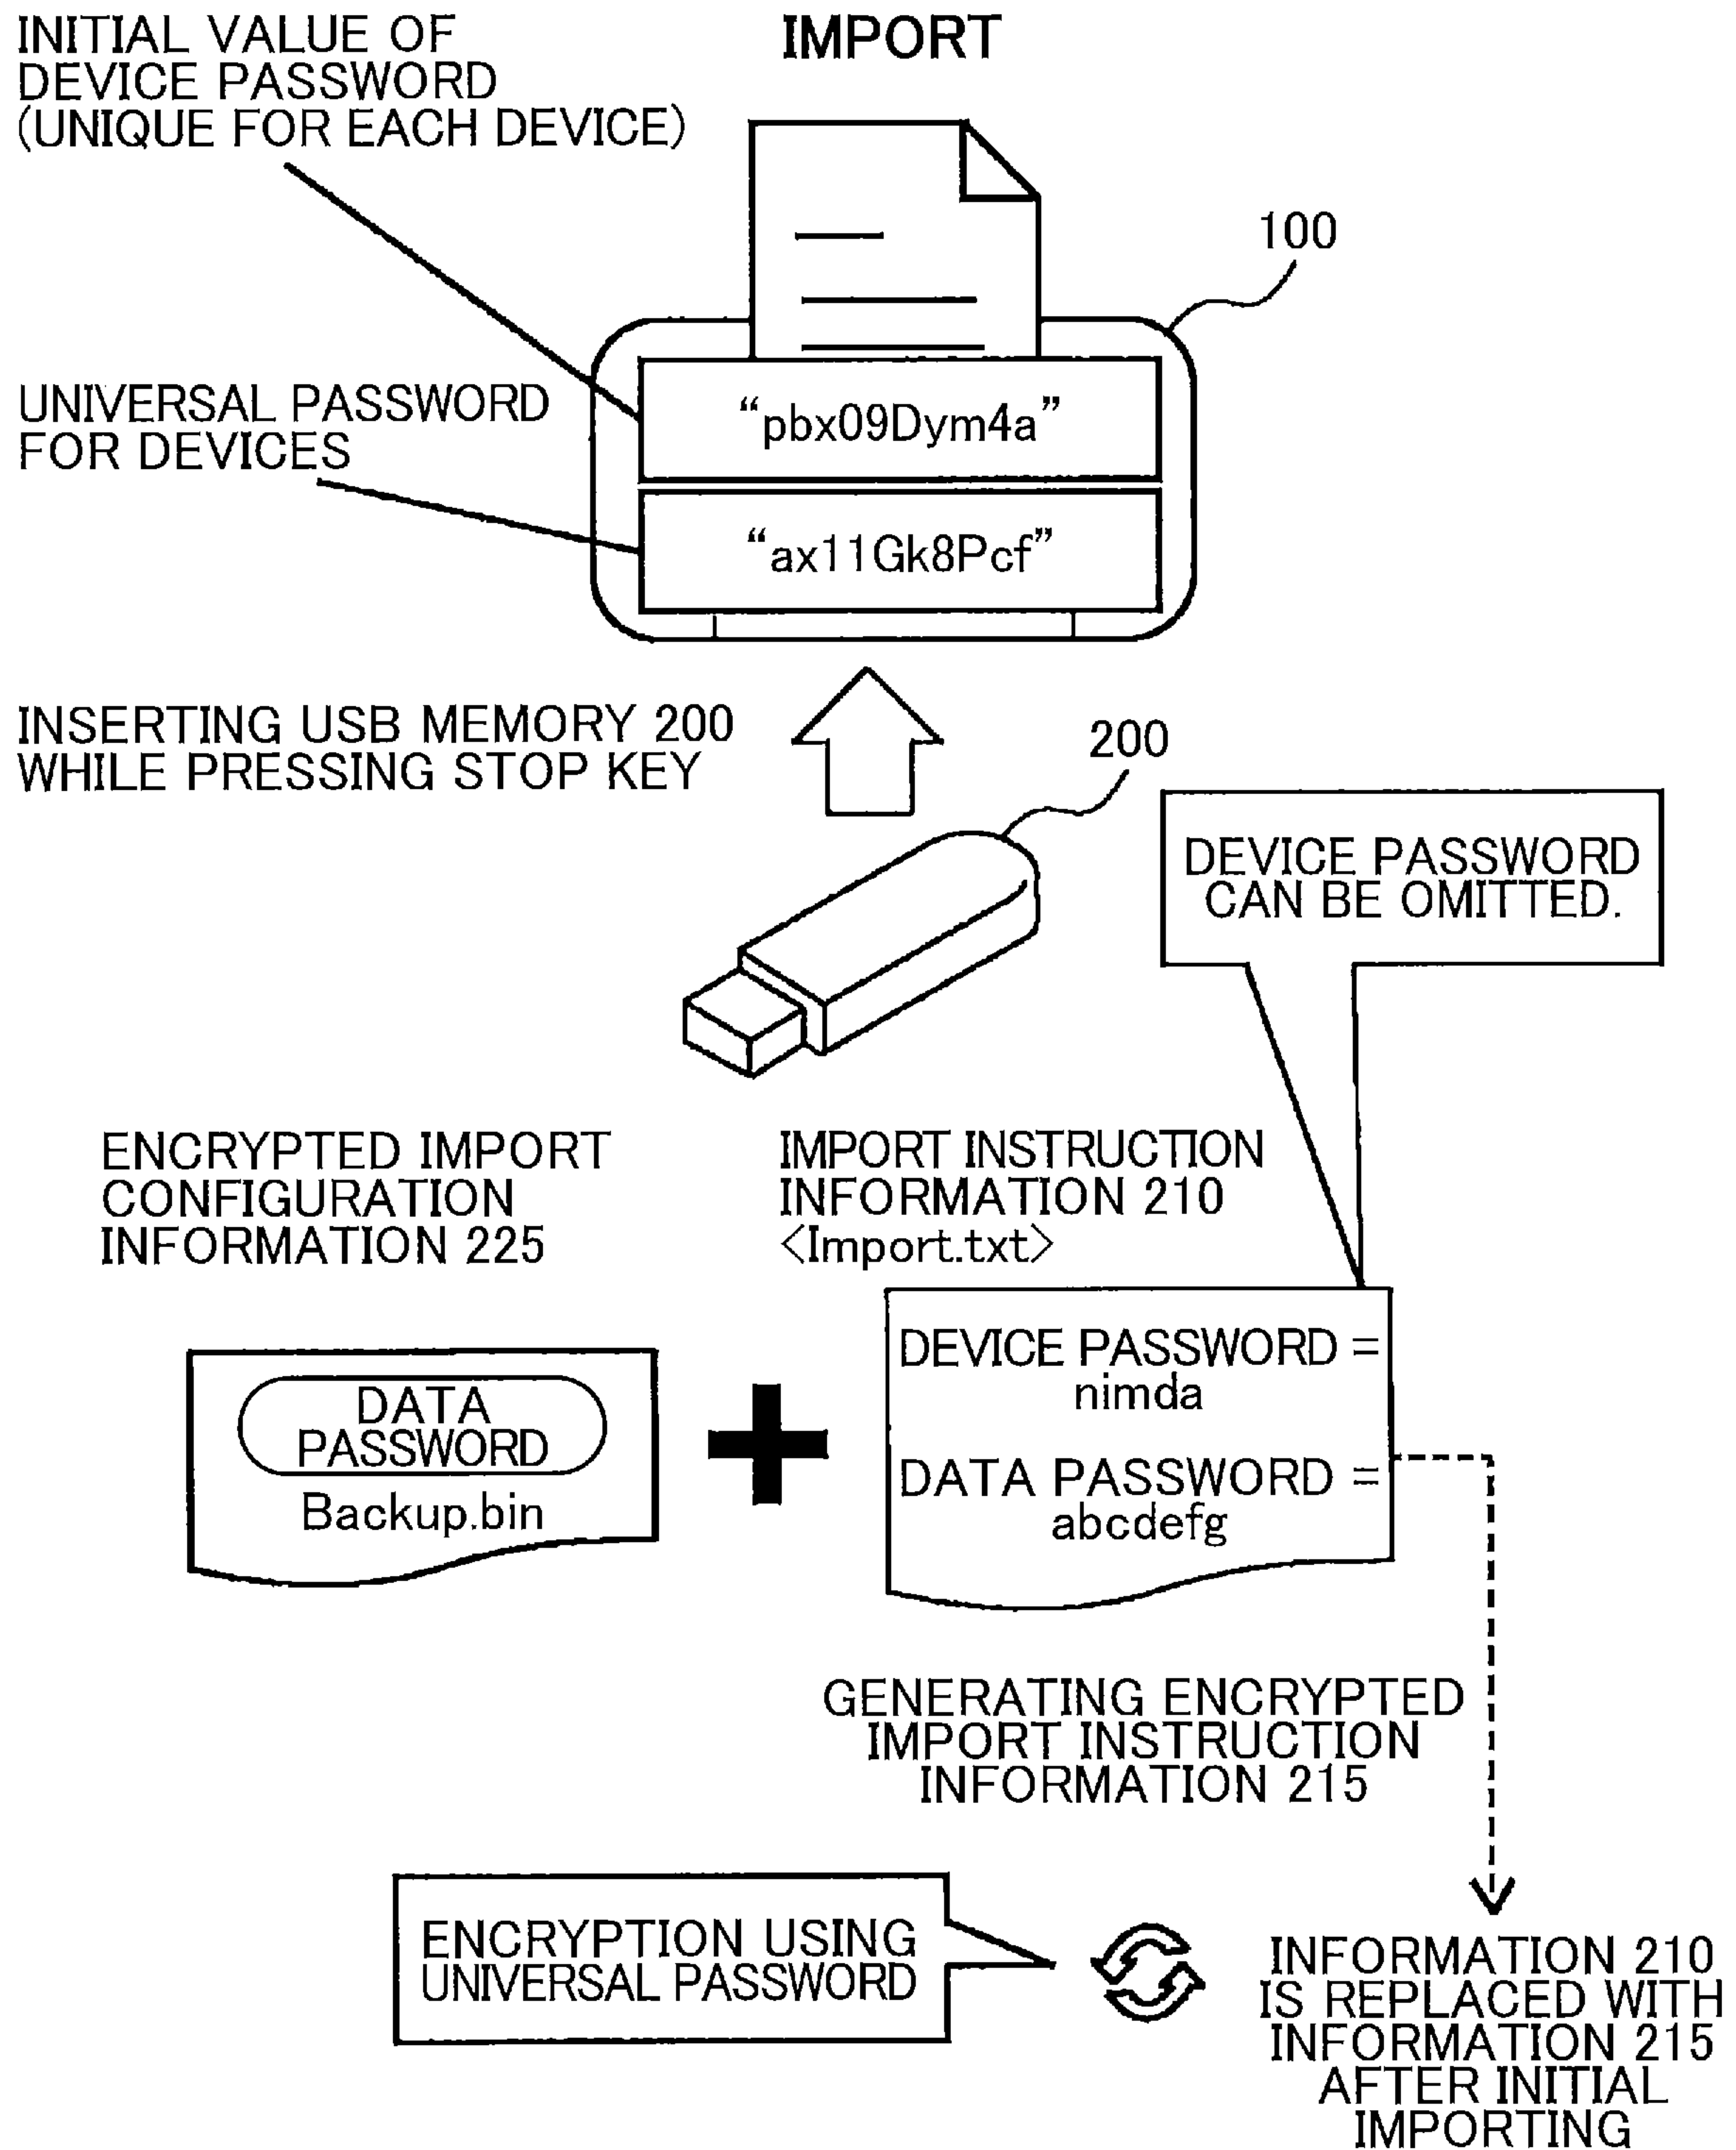 INITIAL VALUE OF
DEVICE PASSWORD
(UNIQUE FOR EACH DEVICE)
IMPORT
100
UNIVERSAL PASSWORD
FOR DEVICES
“pbx09Dym4a”
“ax11Gk8Pcf”
INSERTING USB MEMORY 200
WHILE PRESSING STOP KEY
200
DEVICE PASSWORD
CAN BE OMITTED.
ENCRYPTED IMPORT
CONFIGURATION
INFORMATION 225
IMPORT INSTRUCTION
INFORMATION 210
<Import.txt>
DATA
PASSWORD
Backup.bin
DEVICE PASSWORD =
nimda
DATA PASSWORD =
abcdefg
GENERATING ENCRYPTED
IMPORT INSTRUCTION
INFORMATION 215
ENCRYPTION USING
UNIVERSAL PASSWORD
INFORMATION 210
IS REPLACED WITH
INFORMATION 215
AFTER INITIAL
IMPORTING